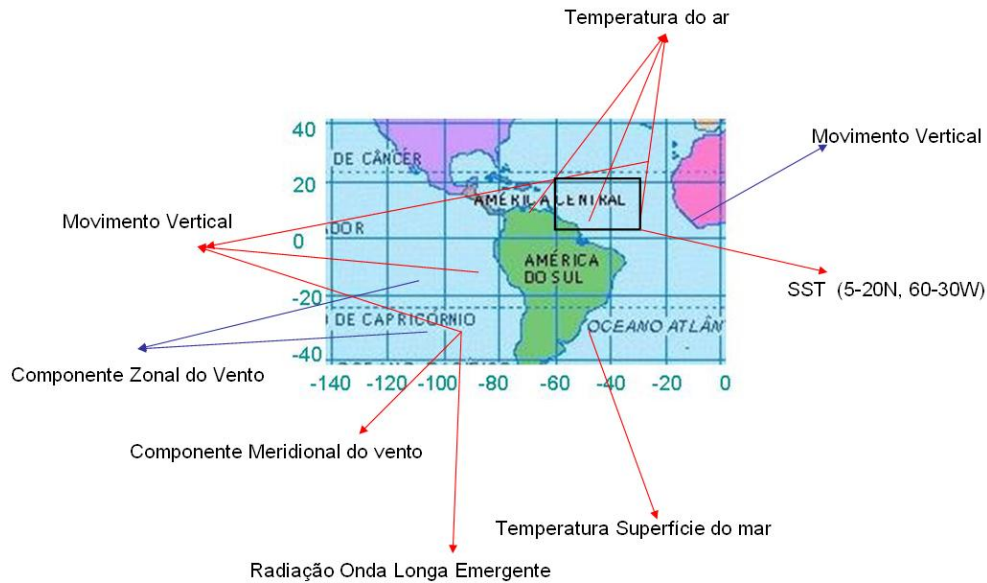 Temperatura do ar
40
DE CÂNCER
Movimento Vertical
20
AMÉRICA CENTRAL
Movimento Vertical
0
ADOR
AMÉRICA
DO SUL
SST (5-20N, 60-30W)
-20
DE CAPRICÓRNIO
OCEANO ATLÂN
-40
Componente Zonal do Vento
-140 -120 -100 -80 -60 -40 -20 0
Componente Meridional do vento
Temperatura Superfície do mar
Radiação Onda Longa Emergente